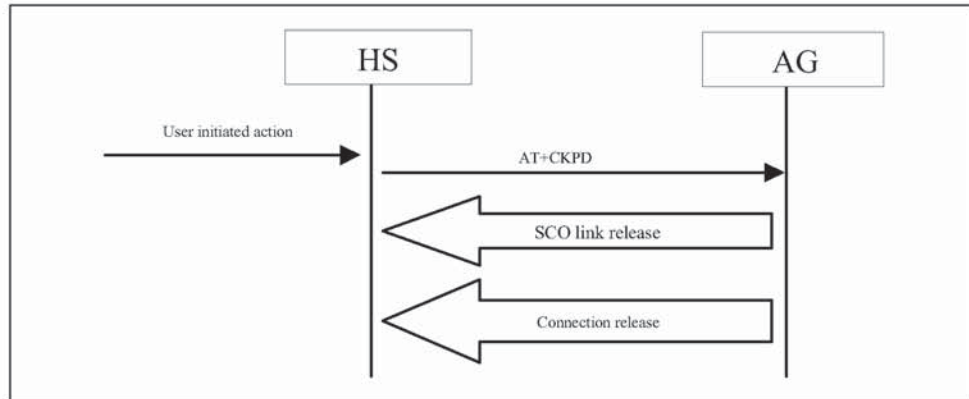 HS
AG
User initiated action
AT+CKPD
SCO link release
Connection release